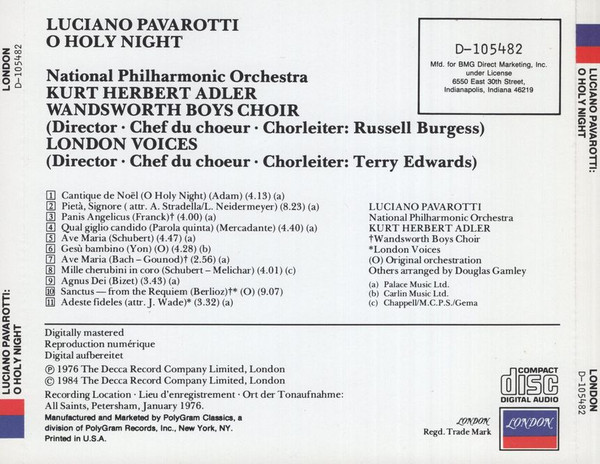 LUCIANO PAVAROTTI
O HOLY NIGHT
National Philharmonic Orchestra
KURT HERBERT ADLER
WANDSWORTH BOYS CHOIR
(Director · Chef du choeur · Chorleiter: Russell Burgess)
LONDON VOICES
(Director · Chef du choeur · Chorleiter: Terry Edwards)
D-105482
Mfd. for BMG Direct Marketing, Inc.
under License
6550 East 30th Street,
Indianapolis, Indiana 46219
1 Cantique de Noël (O Holy Night) (Adam) (4.13) (a)
2 Pietà, Signore ( attr. A. Stradella/L. Neidermeyer) (8.23) (a)
3 Panis Angelicus (Franck)† (4.00) (a)
4 Qual giglio candido (Parola quinta) (Mercadante) (4.40) (a)
5 Ave Maria (Schubert) (4.47) (a)
6 Gesù bambino (Yon) (O) (4.28) (b)
7 Ave Maria (Bach – Gounod)† (2.56) (a)
8 Mille cherubini in coro (Schubert – Melichar) (4.01) (c)
9 Agnus Dei (Bizet) (3.43) (a)
10 Sanctus — from the Requiem (Berlioz)†* (O) (9.07)
11 Adeste fideles (attr. J. Wade)* (3.32) (a)
LUCIANO PAVAROTTI
National Philharmonic Orchestra
KURT HERBERT ADLER
†Wandsworth Boys Choir
*London Voices
(O) Original orchestration
Others arranged by Douglas Gamley
(a) Palace Music Ltd.
(b) Carlin Music Ltd.
(c) Chappell/M.C.P.S./Gema
Digitally mastered
Reproduction numérique
Digital aufbereitet
Ⓟ 1976 The Decca Record Company Limited, London
© 1984 The Decca Record Company Limited, London
Recording Location · Lieu d'enregistrement · Ort der Tonaufnahme:
All Saints, Petersham, January 1976.
Manufactured and Marketed by PolyGram Classics, a
division of PolyGram Records, Inc., New York, NY.
Printed in U.S.A.
COMPACT
disc
DIGITAL AUDIO
LONDON
Regd. Trade Mark
LONDON
LONDON
D-105482
LUCIANO PAVAROTTI:
O HOLY NIGHT
LUCIANO PAVAROTTI:
O HOLY NIGHT
LONDON
D-105482